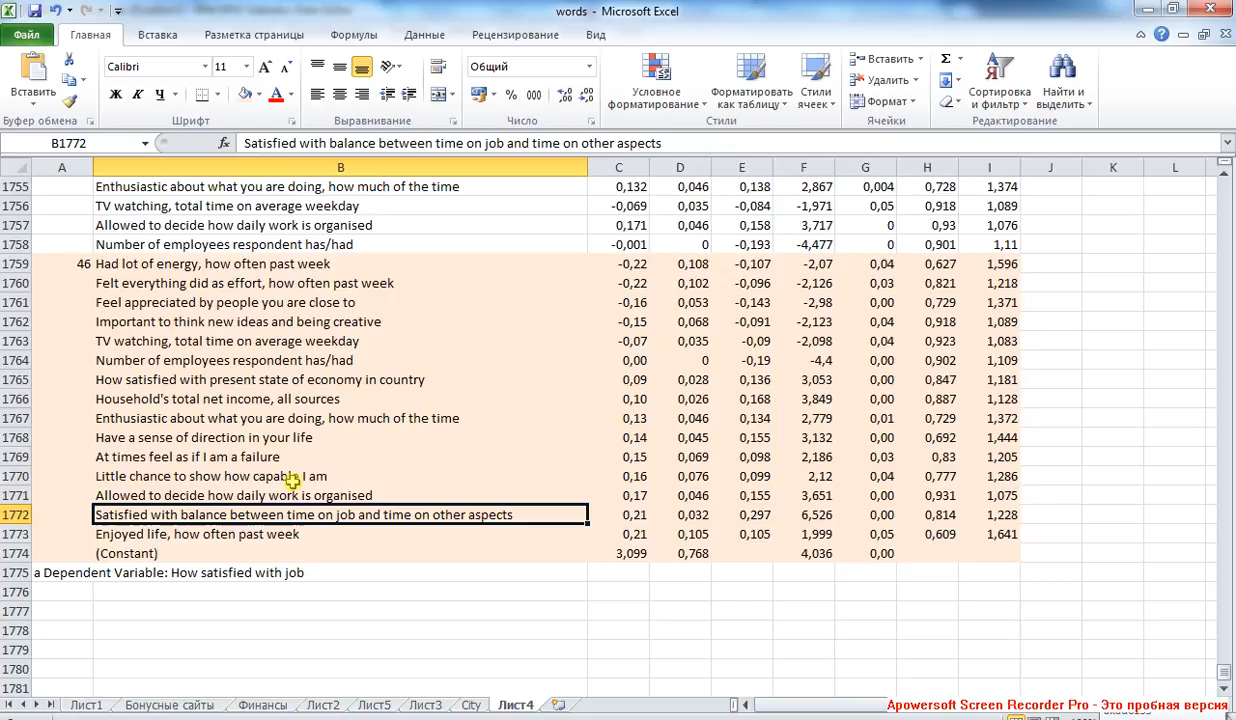 words - Microsoft Excel
Файл Главная Вставка Разметка страницы Формулы Данные Рецензирование Вид
Вставить Calibri 11 Общий Условное форматирование Форматировать как таблицу Стили ячеек Вставить Удалить Формат Сортировка и фильтр Найти и выделить
Ж К Ч % 000
Буфер обмена Шрифт Выравнивание Число Стили Ячейки Редактирование
B1772 fx Satisfied with balance between time on job and time on other aspects
A B C D E F G H I J K L
1755 Enthusiastic about what you are doing, how much of the time 0,132 0,046 0,138 2,867 0,004 0,728 1,374
1756 TV watching, total time on average weekday -0,069 0,035 -0,084 -1,971 0,05 0,918 1,089
1757 Allowed to decide how daily work is organised 0,171 0,046 0,158 3,717 0 0,93 1,076
1758 Number of employees respondent has/had -0,001 0 -0,193 -4,477 0 0,901 1,11
1759 46 Had lot of energy, how often past week -0,22 0,108 -0,107 -2,07 0,04 0,627 1,596
1760 Felt everything did as effort, how often past week -0,22 0,102 -0,096 -2,126 0,03 0,821 1,218
1761 Feel appreciated by people you are close to -0,16 0,053 -0,143 -2,98 0,00 0,729 1,371
1762 Important to think new ideas and being creative -0,15 0,068 -0,091 -2,123 0,04 0,918 1,089
1763 TV watching, total time on average weekday -0,07 0,035 -0,09 -2,098 0,04 0,923 1,083
1764 Number of employees respondent has/had 0,00 0 -0,19 -4,4 0,00 0,902 1,109
1765 How satisfied with present state of economy in country 0,09 0,028 0,136 3,053 0,00 0,847 1,181
1766 Household's total net income, all sources 0,10 0,026 0,168 3,849 0,00 0,887 1,128
1767 Enthusiastic about what you are doing, how much of the time 0,13 0,046 0,134 2,779 0,01 0,729 1,372
1768 Have a sense of direction in your life 0,14 0,045 0,155 3,132 0,00 0,692 1,444
1769 At times feel as if I am a failure 0,15 0,069 0,098 2,186 0,03 0,83 1,205
1770 Little chance to show how capable I am 0,16 0,076 0,099 2,12 0,04 0,777 1,286
1771 Allowed to decide how daily work is organised 0,17 0,046 0,155 3,651 0,00 0,931 1,075
1772 Satisfied with balance between time on job and time on other aspects 0,21 0,032 0,297 6,526 0,00 0,814 1,228
1773 Enjoyed life, how often past week 0,21 0,105 0,105 1,999 0,05 0,609 1,641
1774 (Constant) 3,099 0,768 4,036 0,00
1775 a Dependent Variable: How satisfied with job
1776
1777
1778
1779
1780
1781
Лист1 Бонусные сайты Финансы Лист2 Лист5 Лист3 City Лист4
Apowersoft Screen Recorder Pro - Это пробная версия